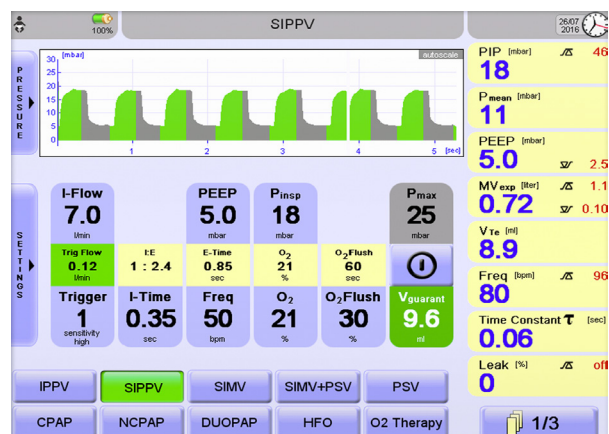 100%
SIPPV
26/07
2016
PRESSURE
[mbar]
autoscale
30
25
20
15
10
5
0
1
2
3
4
5 [sec]
SETTINGS
I-Flow
7.0
l/min
PEEP
5.0
mbar
Pinsp
18
mbar
Pmax
25
mbar
Trig Flow
0.12
l/min
I:E
1 : 2.4
E-Time
0.85
sec
O2
21
%
O2Flush
60
sec
Trigger
1
sensitivity
high
I-Time
0.35
sec
Freq
50
bpm
O2
21
%
O2Flush
30
%
Vguarant
9.6
ml
IPPV
SIPPV
SIMV
SIMV+PSV
PSV
CPAP
NCPAP
DUOPAP
HFO
O2 Therapy
PIP [mbar] 46
18
Pmean [mbar]
11
PEEP [mbar]
5.0 2.5
MVexp [liter] 1.1
0.72 0.10
VTe [ml]
8.9
Freq [bpm] 96
80
Time Constant τ [sec]
0.06
Leak [%] off
0
1/3